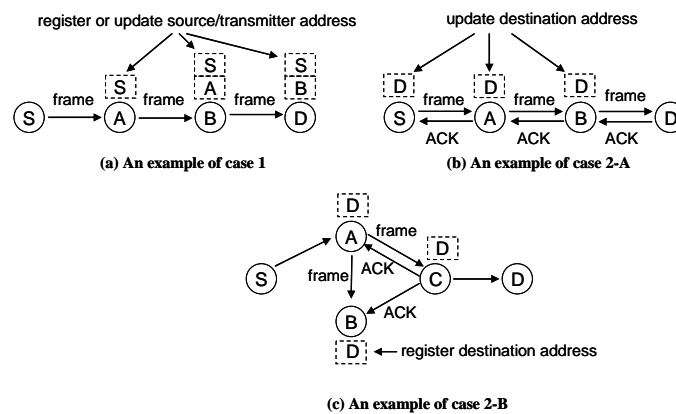 register or update source/transmitter address
S
S
S
A
B
frame
frame
frame
S
A
B
D
(a) An example of case 1
update destination address
D
D
D
frame
frame
frame
S
A
B
D
ACK
ACK
ACK
(b) An example of case 2-A
D
A
frame
D
S
frame
ACK
C
D
B
ACK
D
register destination address
(c) An example of case 2-B